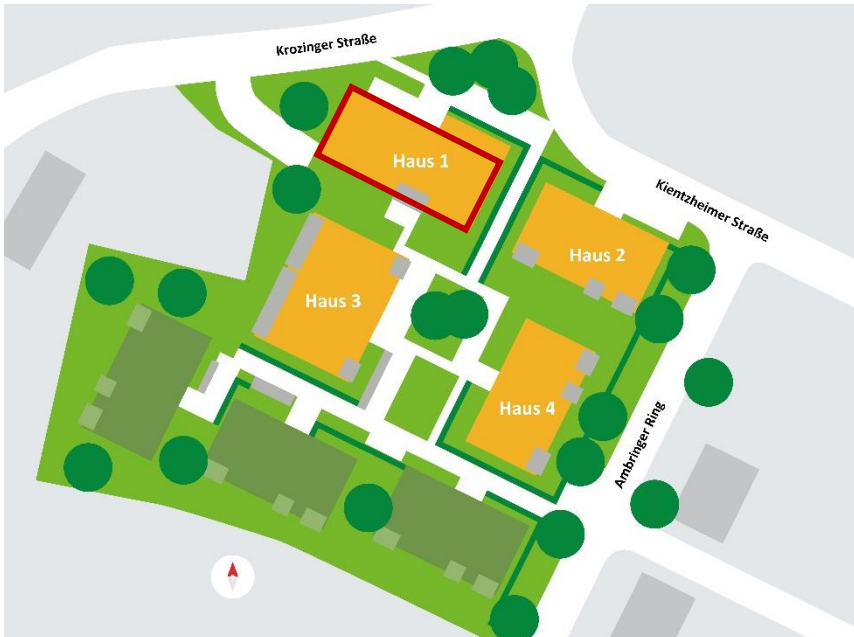 Krozinger Straße
Haus 1
Kientzheimer Straße
Haus 2
Haus 3
Haus 4
Ambringer Ring